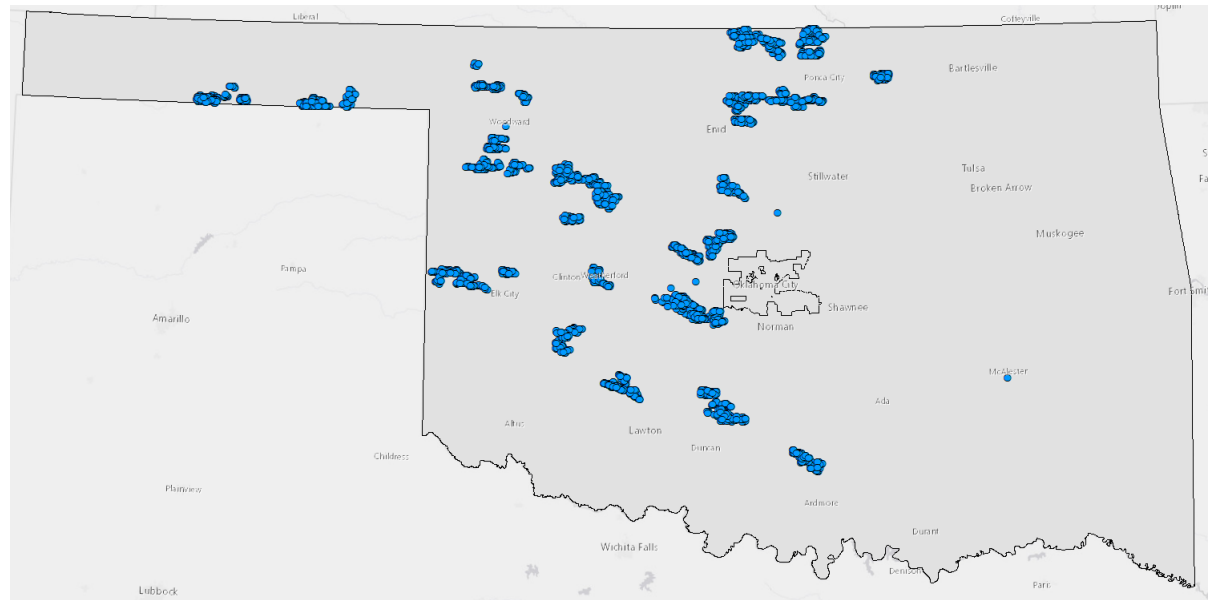 Liberal
Coffeyville
Joplin
Bartlesville
Ponca City
Woodward
Enid
Tulsa
Stillwater
Broken Arrow
Muskogee
Pampa
Clinton
Weatherford
Elk City
Oklahoma City
Fort Smith
Shawnee
Amarillo
Norman
McAlester
Ada
Altus
Lawton
Duncan
Childress
Plainview
Ardmore
Durant
Wichita Falls
Denison
Paris
Lubbock